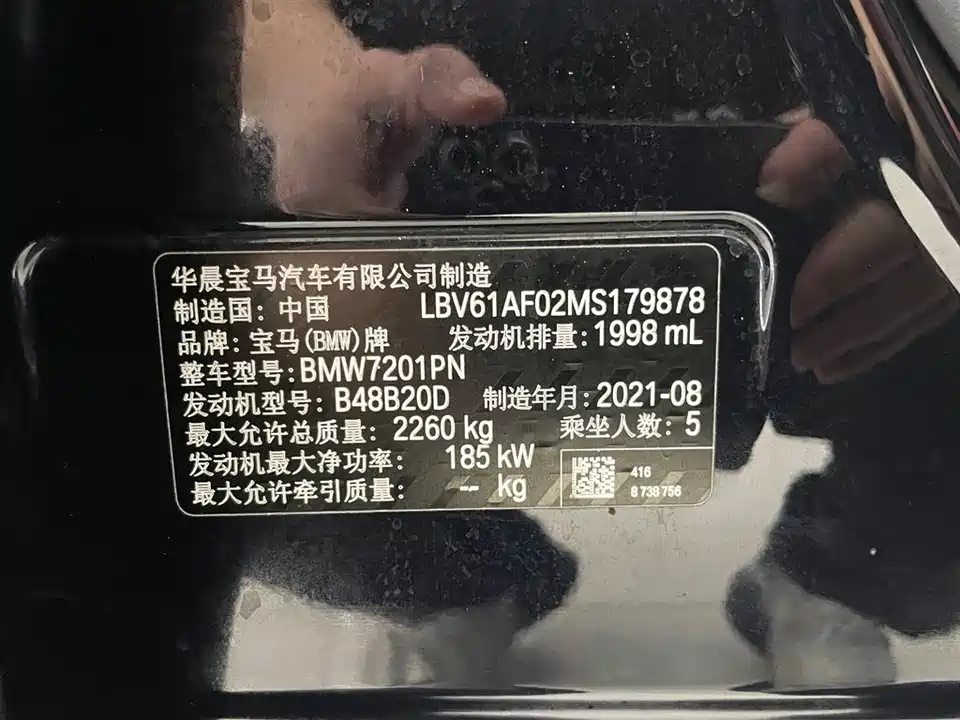 华晨宝马汽车有限公司制造
制造国：中国 LBV61AF02MS179878
品牌：宝马(BMW)牌 发动机排量：1998 mL
整车型号：BMW7201PN
发动机型号：B48B20D 制造年月：2021-08
最大允许总质量：2260 kg 乘坐人数：5
发动机最大净功率：185 kW
最大允许牵引质量：-- kg
416
8 738 756